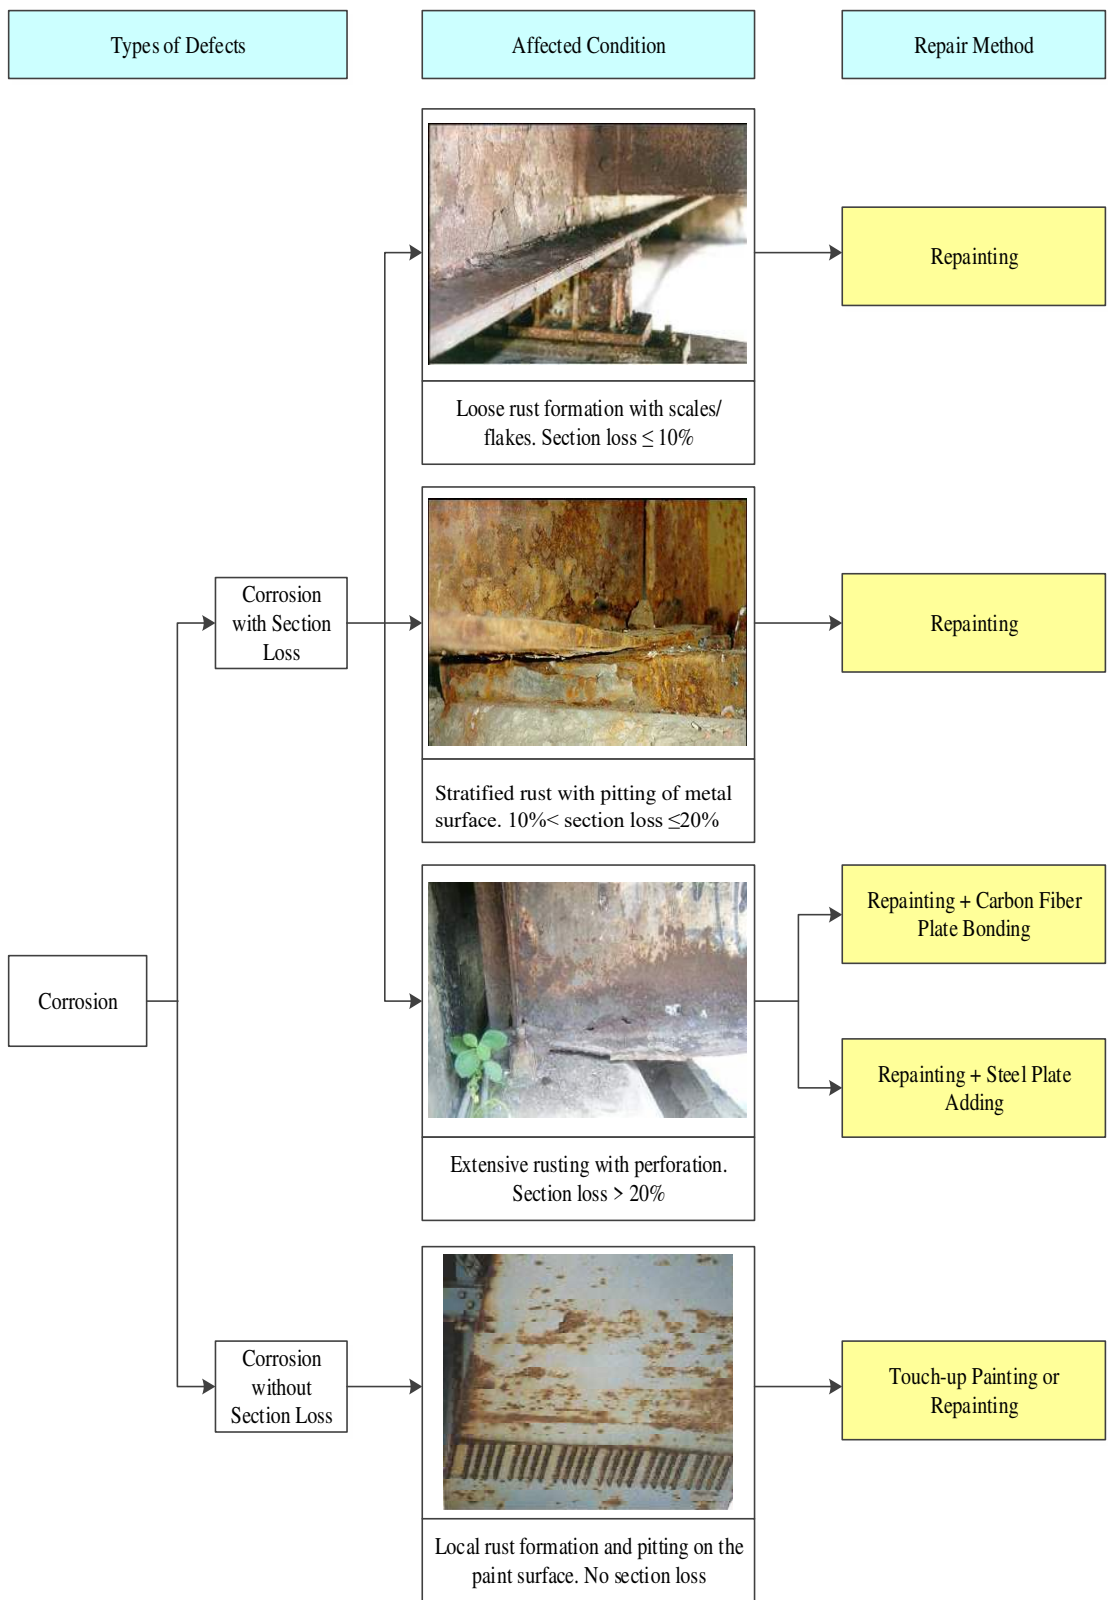 Types of Defects
Affected Condition
Repair Method
Loose rust formation with scales/
flakes. Section loss ≤ 10%
Repainting
Corrosion
with Section
Loss
Stratified rust with pitting of metal
surface. 10%< section loss ≤20%
Repainting
Corrosion
Extensive rusting with perforation.
Section loss > 20%
Repainting + Carbon Fiber
Plate Bonding
Repainting + Steel Plate
Adding
Corrosion
without
Section Loss
Local rust formation and pitting on the
paint surface. No section loss
Touch-up Painting or
Repainting